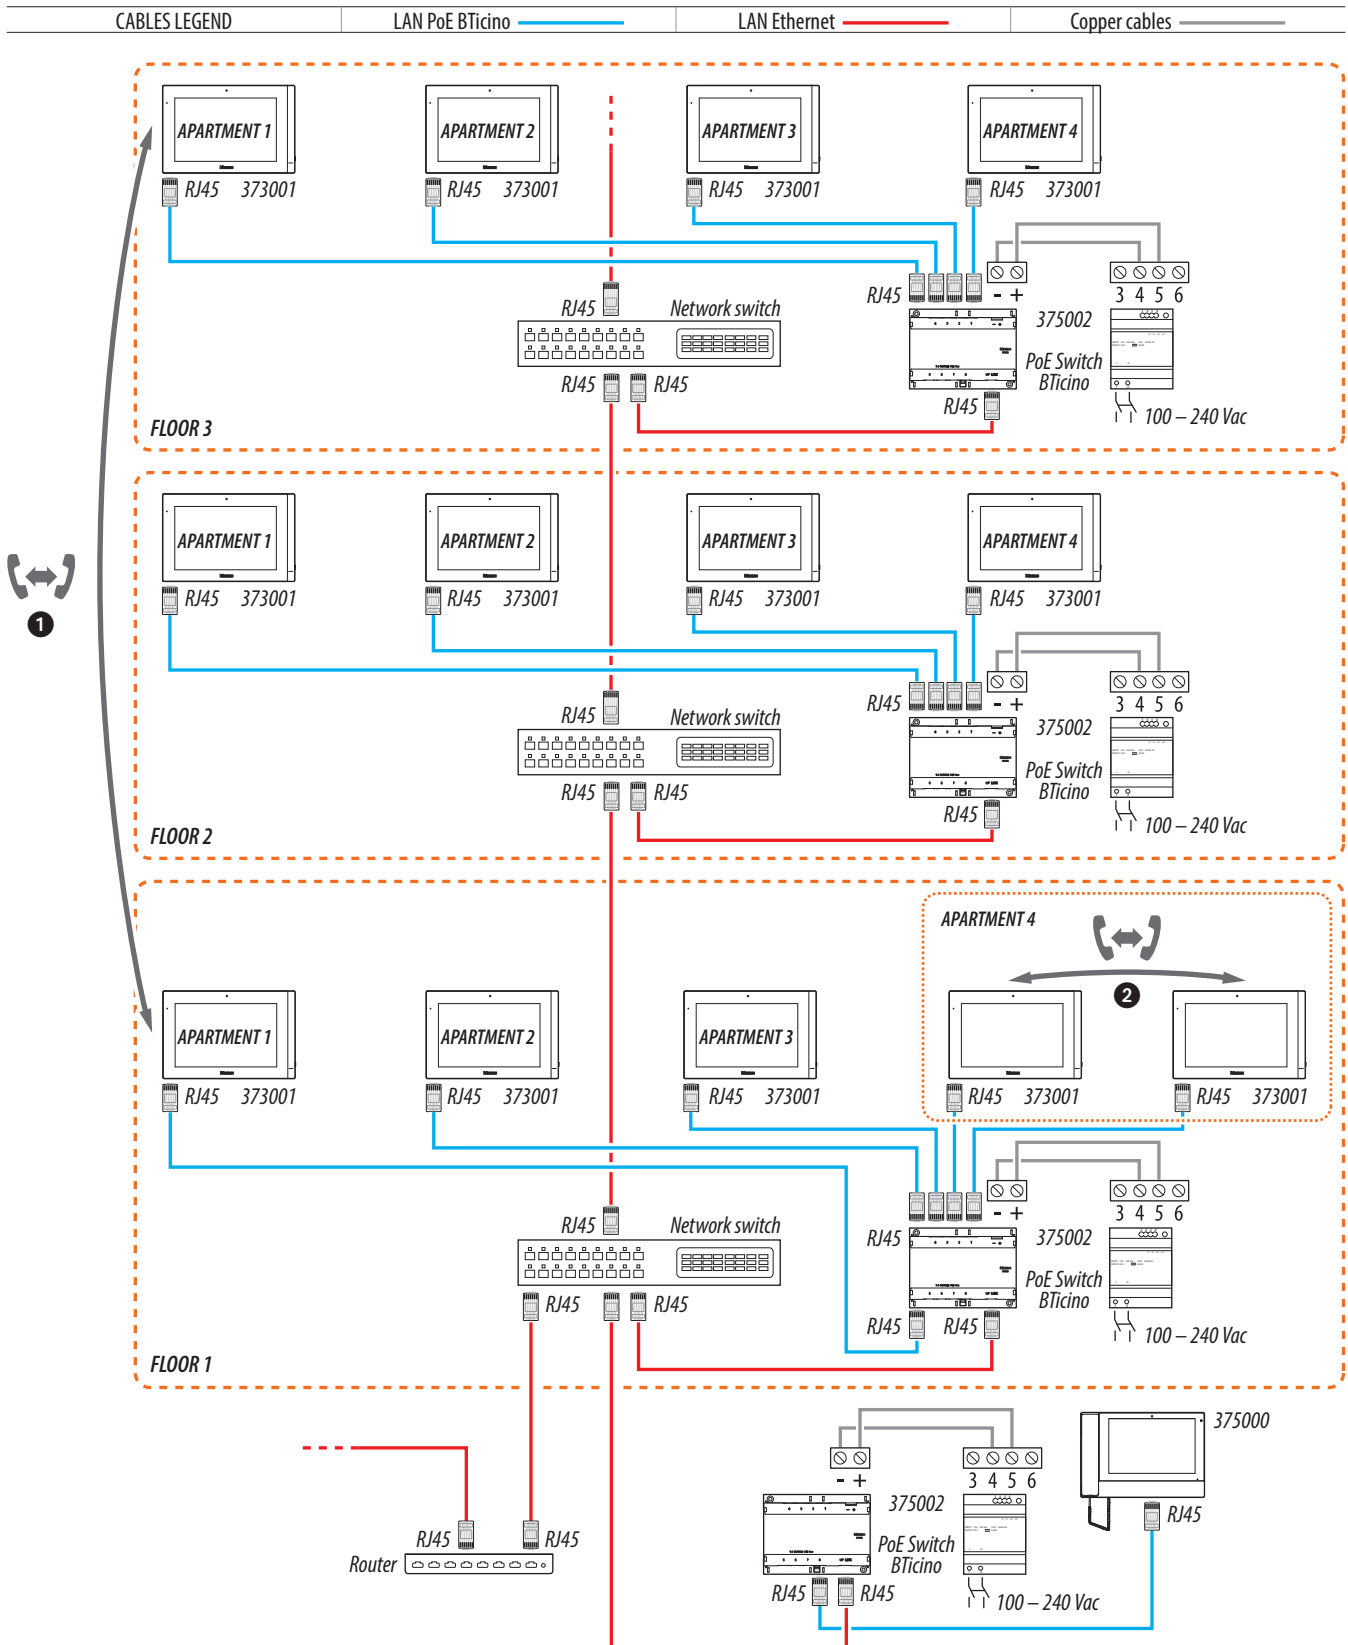 CABLES LEGEND LAN PoE BTicino LAN Ethernet Copper cables
APARTMENT 1 APARTMENT 2 APARTMENT 3 APARTMENT 4
RJ45 373001 RJ45 373001 RJ45 373001 RJ45 373001
RJ45 - + 3 4 5 6
RJ45 Network switch 375002
PoE Switch
BTicino
RJ45 RJ45 RJ45 100 – 240 Vac
FLOOR 3
APARTMENT 1 APARTMENT 2 APARTMENT 3 APARTMENT 4
RJ45 373001 RJ45 373001 RJ45 373001 RJ45 373001
1
RJ45 - + 3 4 5 6
RJ45 Network switch 375002
PoE Switch
BTicino
RJ45 RJ45 RJ45 100 – 240 Vac
FLOOR 2
APARTMENT 4
2
APARTMENT 1 APARTMENT 2 APARTMENT 3
RJ45 373001 RJ45 373001 RJ45 373001 RJ45 373001 RJ45 373001
- + 3 4 5 6
RJ45 Network switch RJ45 375002
PoE Switch
BTicino
RJ45 RJ45 RJ45 RJ45 100 – 240 Vac
FLOOR 1
375000
- + 3 4 5 6
375002
RJ45
RJ45 RJ45 PoE Switch
BTicino
Router
RJ45 RJ45 100 – 240 Vac